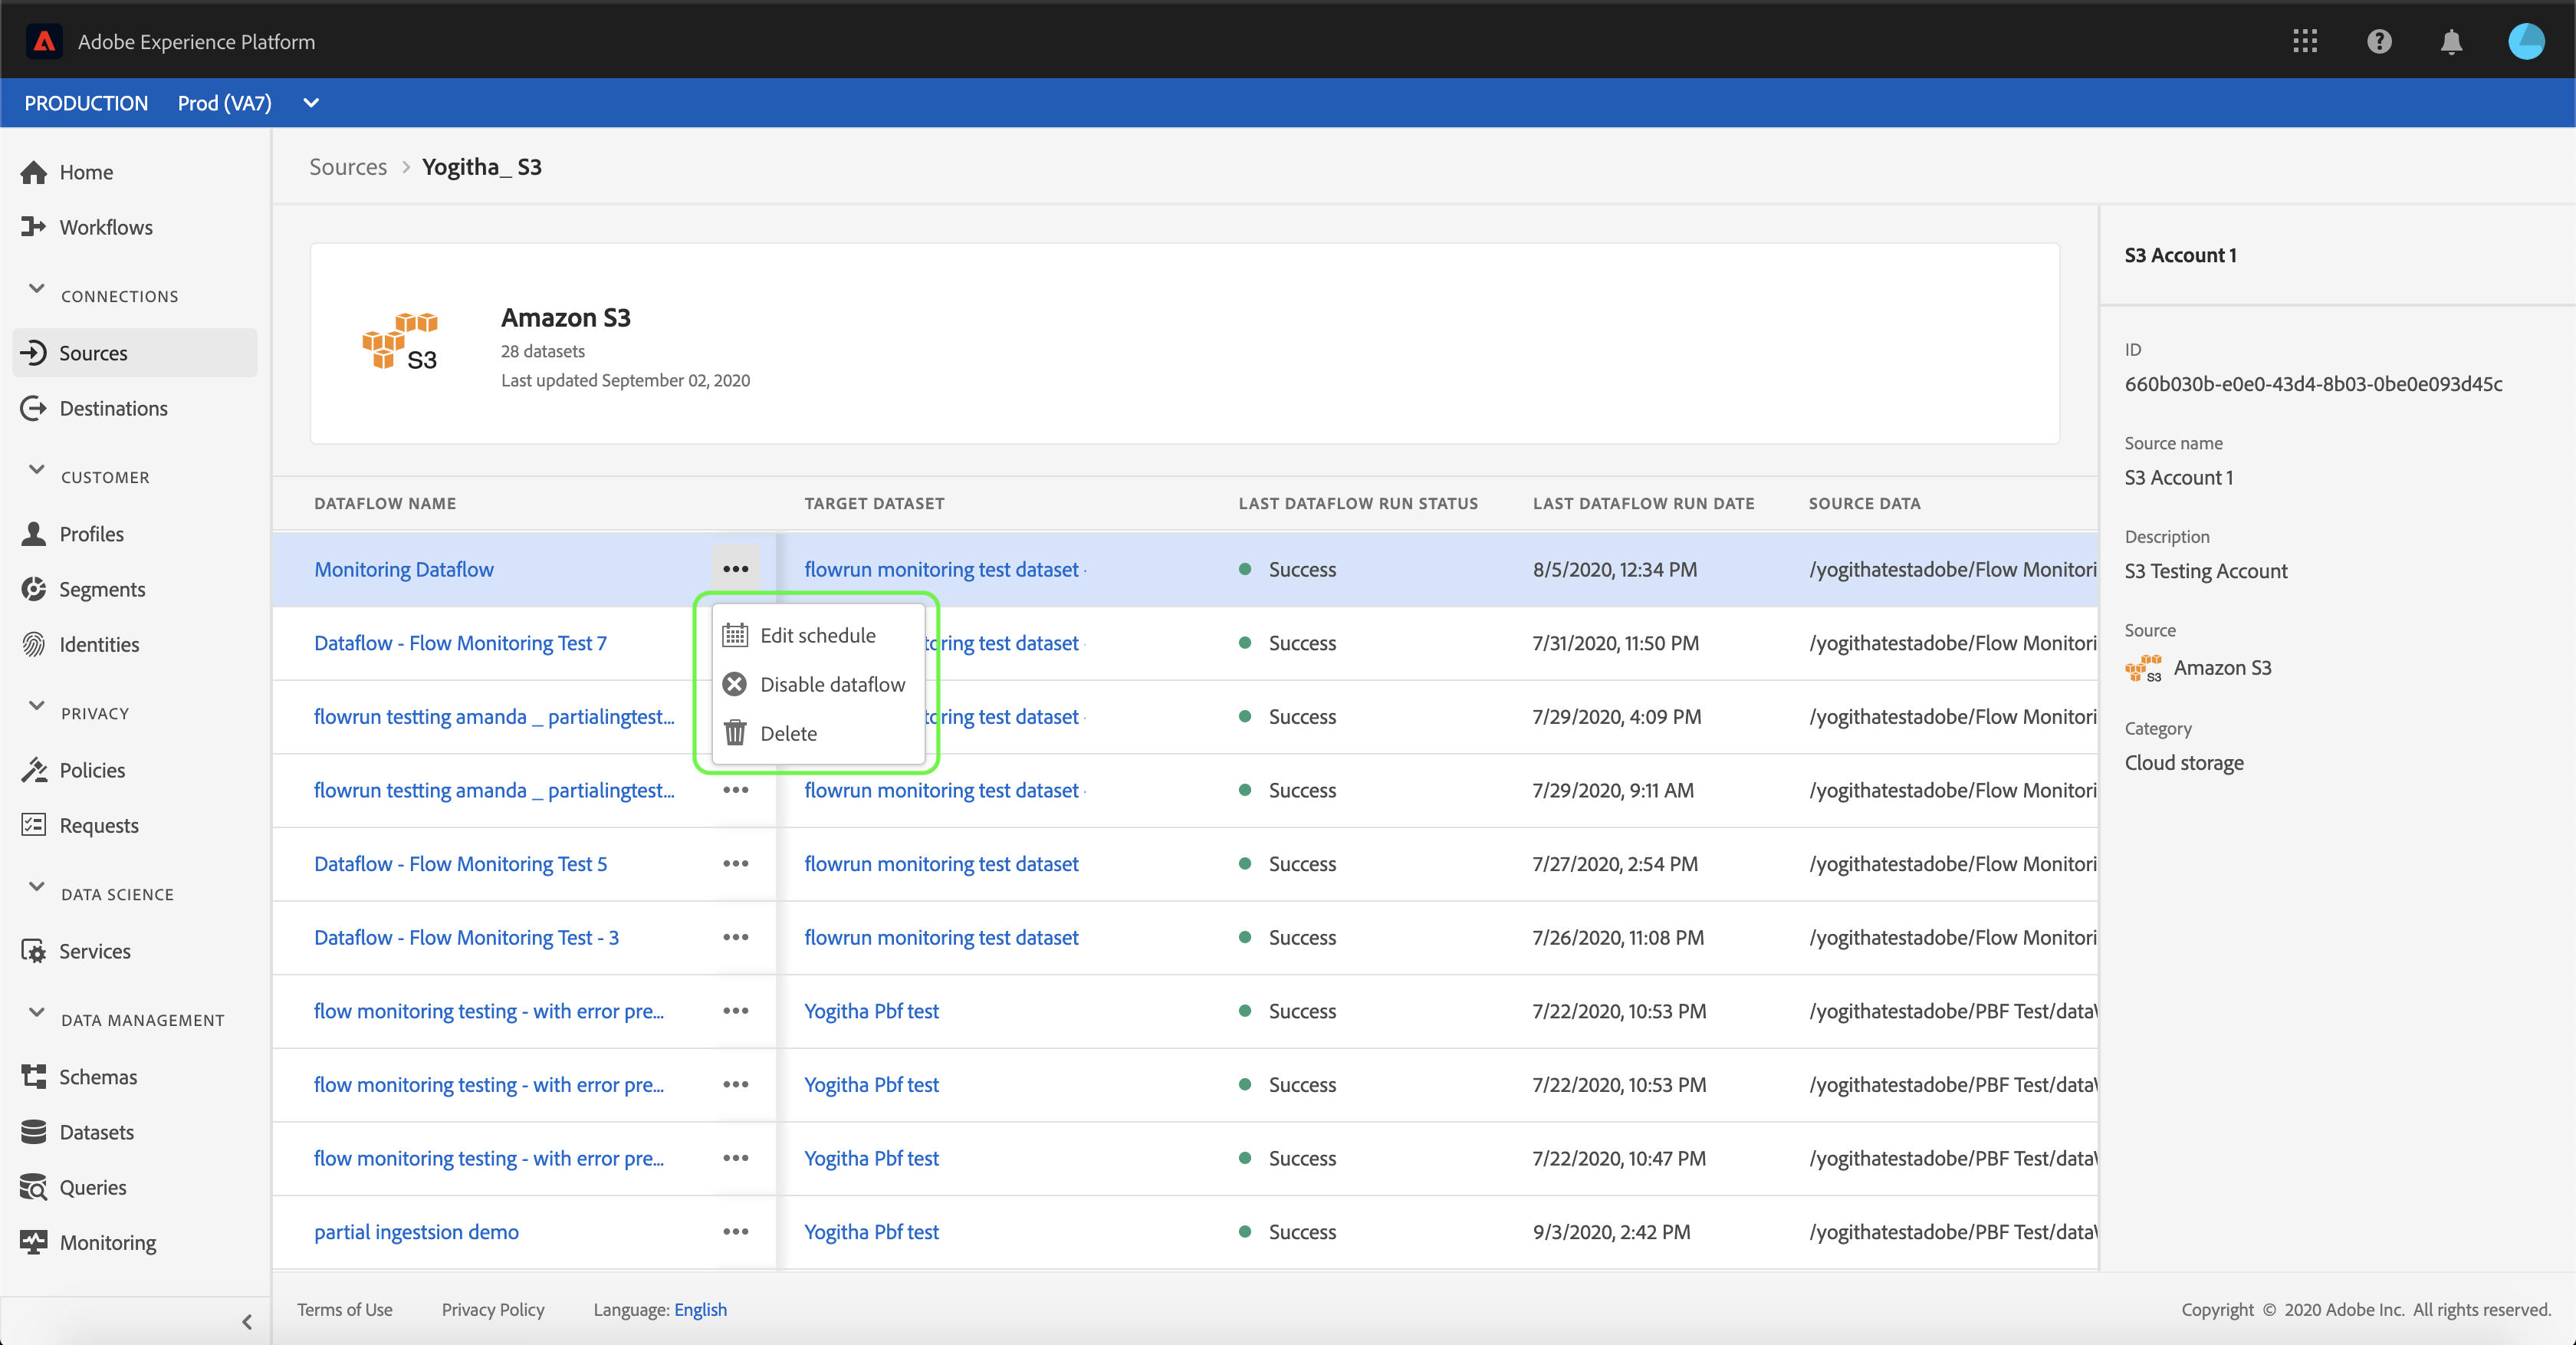 Adobe Experience Platform
PRODUCTION Prod (VA7)
Home
Workflows
CONNECTIONS
Sources
Destinations
CUSTOMER
Profiles
Segments
Identities
PRIVACY
Policies
Requests
DATA SCIENCE
Services
DATA MANAGEMENT
Schemas
Datasets
Queries
Monitoring
Sources > Yogitha_ S3
S3
Amazon S3
28 datasets
Last updated September 02, 2020
DATAFLOW NAME TARGET DATASET LAST DATAFLOW RUN STATUS LAST DATAFLOW RUN DATE SOURCE DATA
Monitoring Dataflow ••• flowrun monitoring test dataset - Success 8/5/2020, 12:34 PM /yogithatestadobe/Flow Monitori
Dataflow - Flow Monitoring Test 7 oring test dataset Success 7/31/2020, 11:50 PM /yogithatestadobe/Flow Monitori
flowrun testting amanda _ partialingtest... oring test dataset Success 7/29/2020, 4:09 PM /yogithatestadobe/Flow Monitori
flowrun testting amanda _ partialingtest... ••• flowrun monitoring test dataset Success 7/29/2020, 9:11 AM /yogithatestadobe/Flow Monitori
Dataflow - Flow Monitoring Test 5 ••• flowrun monitoring test dataset Success 7/27/2020, 2:54 PM /yogithatestadobe/Flow Monitori
Dataflow - Flow Monitoring Test - 3 ••• flowrun monitoring test dataset Success 7/26/2020, 11:08 PM /yogithatestadobe/Flow Monitori
flow monitoring testing - with error pre... ••• Yogitha Pbf test Success 7/22/2020, 10:53 PM /yogithatestadobe/PBF Test/data
flow monitoring testing - with error pre... ••• Yogitha Pbf test Success 7/22/2020, 10:53 PM /yogithatestadobe/PBF Test/data
flow monitoring testing - with error pre... ••• Yogitha Pbf test Success 7/22/2020, 10:47 PM /yogithatestadobe/PBF Test/data
partial ingestsion demo ••• Yogitha Pbf test Success 9/3/2020, 2:42 PM /yogithatestadobe/PBF Test/data
Edit schedule
Disable dataflow
Delete
S3 Account 1
ID
660b030b-e0e0-43d4-8b03-0be0e093d45c
Source name
S3 Account 1
Description
S3 Testing Account
Source
S3 Amazon S3
Category
Cloud storage
Terms of Use Privacy Policy Language: English Copyright © 2020 Adobe Inc. All rights reserved.